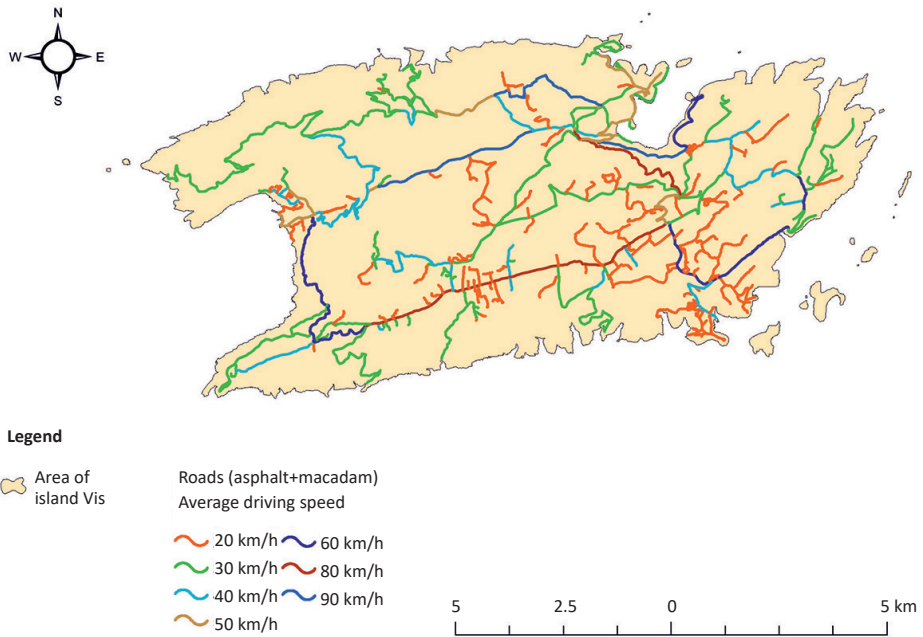 N
W E
S
Legend
Area of
island Vis
Roads (asphalt+macadam)
Average driving speed
20 km/h 60 km/h
30 km/h 80 km/h
40 km/h 90 km/h
50 km/h
5 2.5 0 5 km